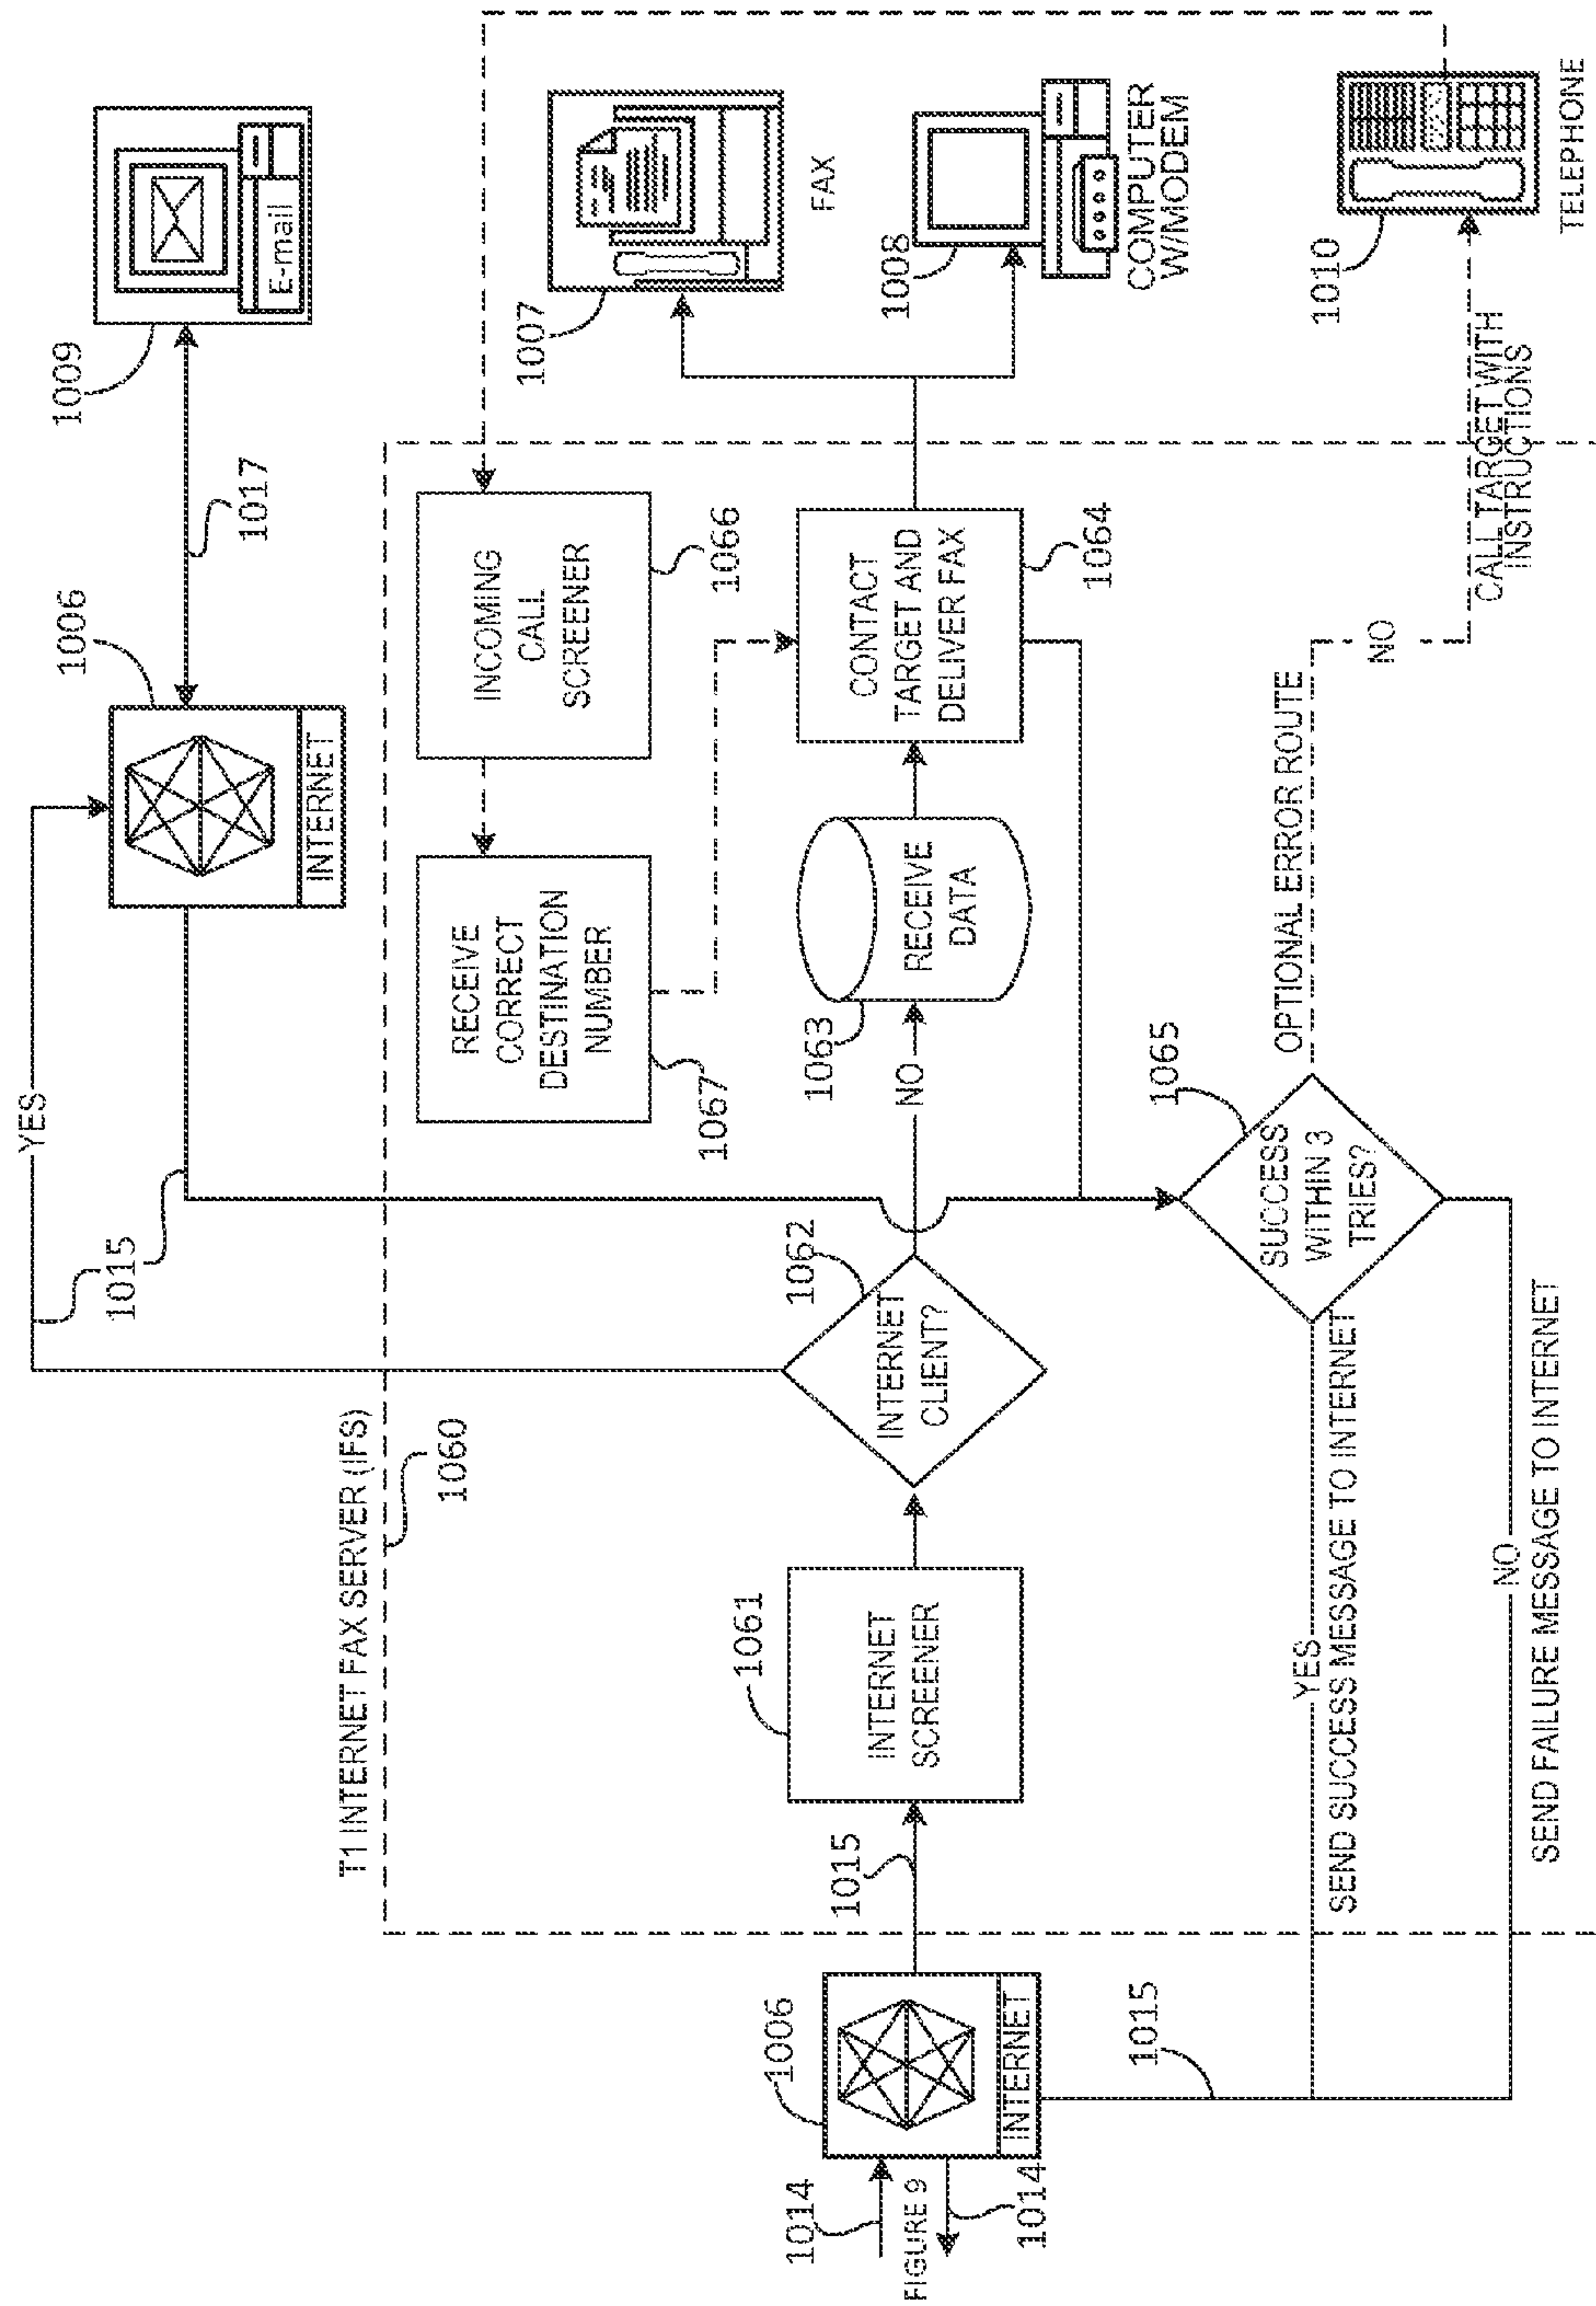 YES
1015
1006
INTERNET
1017
1009
E-mail
T1 INTERNET FAX SERVER (IFS)
1060
RECEIVE
CORRECT
DESTINATION
NUMBER
1067
INCOMING
CALL
SCREENER
1066
1007
FAX
1014
FIGURE 9
1014
1006
INTERNET
1015
1015
1061
INTERNET
SCREENER
1062
INTERNET
CLIENT?
NO
1063
RECEIVE
DATA
CONTACT
TARGET AND
DELIVER FAX
1064
1008
COMPUTER
W/MODEM
1065
SUCCESS
WITHIN 3
TRIES?
OPTIONAL ERROR ROUTE
NO
CALL TARGET WITH
INSTRUCTIONS
1010
TELEPHONE
YES
SEND SUCCESS MESSAGE TO INTERNET
NO
SEND FAILURE MESSAGE TO INTERNET